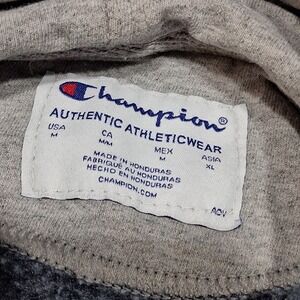 Champion®
AUTHENTIC ATHLETICWEAR
USA CA MEX ASIA
M M/M M XL
MADE IN HONDURAS
FABRIQUÉ AU HONDURAS
HECHO EN HONDURAS
CHAMPION.COM